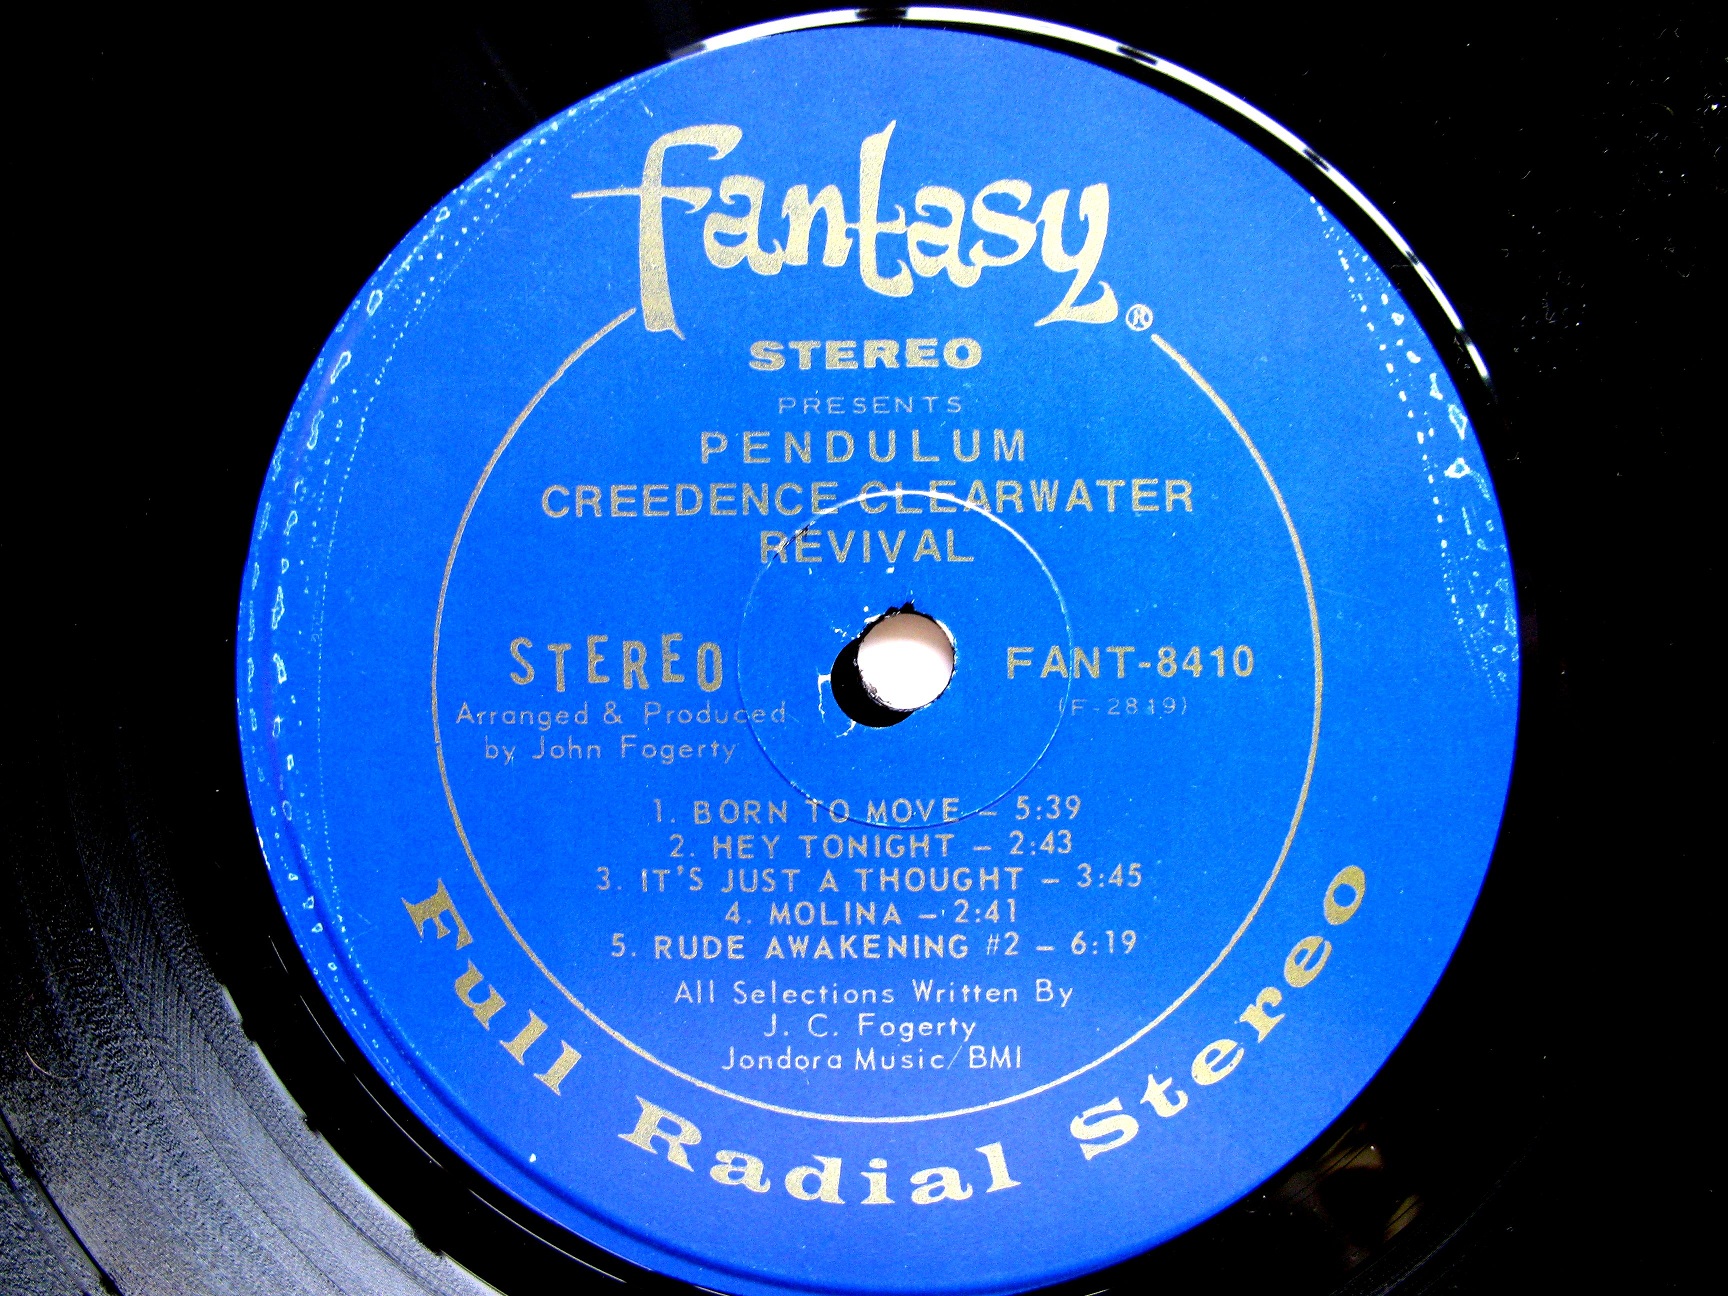 fantasy®
STEREO
PRESENTS
PENDULUM
CREEDENCE CLEARWATER
REVIVAL
STEREO
Arranged & Produced
by John Fogerty
FANT-8410
(F-2819)
1. BORN TO MOVE – 5:39
2. HEY TONIGHT – 2:43
3. IT'S JUST A THOUGHT – 3:45
4. MOLINA – 2:41
5. RUDE AWAKENING #2 – 6:19
All Selections Written By
J. C. Fogerty
Jondora Music/BMI
Full Radial Stereo